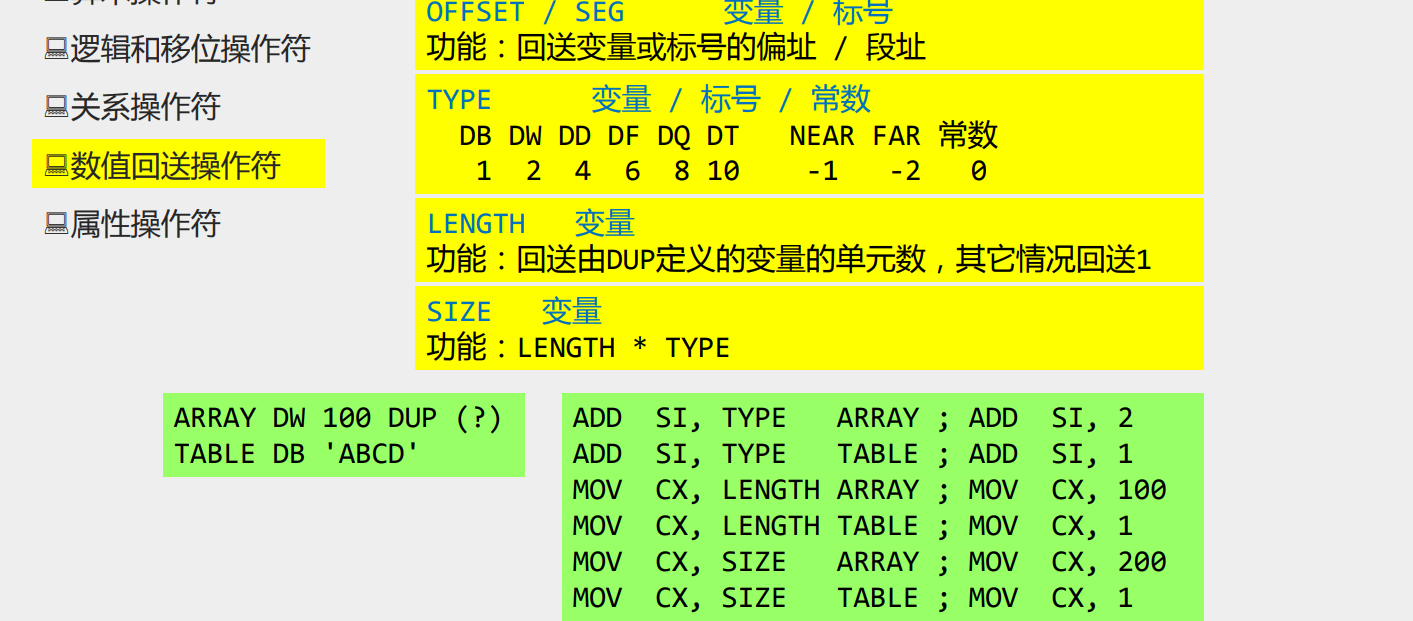 算术操作符
逻辑和移位操作符
关系操作符
数值回送操作符
属性操作符
OFFSET / SEG 变量 / 标号
功能：回送变量或标号的偏址 / 段址
TYPE 变量 / 标号 / 常数
DB DW DD DF DQ DT NEAR FAR 常数
1 2 4 6 8 10 -1 -2 0
LENGTH 变量
功能：回送由DUP定义的变量的单元数，其它情况回送1
SIZE 变量
功能：LENGTH * TYPE
ARRAY DW 100 DUP (?)
TABLE DB 'ABCD'
ADD SI, TYPE ARRAY ; ADD SI, 2
ADD SI, TYPE TABLE ; ADD SI, 1
MOV CX, LENGTH ARRAY ; MOV CX, 100
MOV CX, LENGTH TABLE ; MOV CX, 1
MOV CX, SIZE ARRAY ; MOV CX, 200
MOV CX, SIZE TABLE ; MOV CX, 1